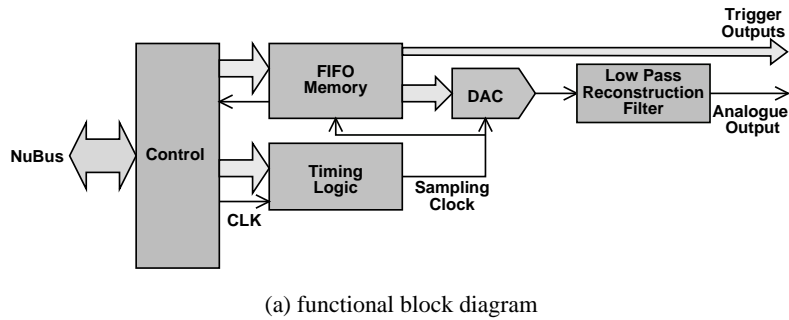 Trigger
Outputs
FIFO
Memory
DAC
Low Pass
Reconstruction
Filter
Analogue
Output
NuBus
Control
Timing
Logic
Sampling
Clock
CLK
(a) functional block diagram